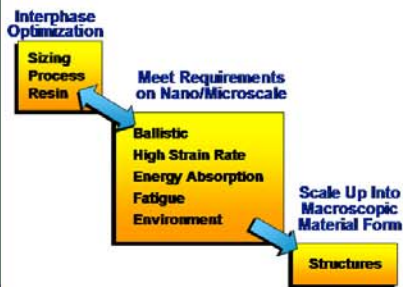 Interphase
Optimization
Sizing
Process
Resin
Meet Requirements
on Nano/Microscale
Ballistic
High Strain Rate
Energy Absorption
Fatigue
Environment
Scale Up Into
Macroscopic
Material Form
Structures